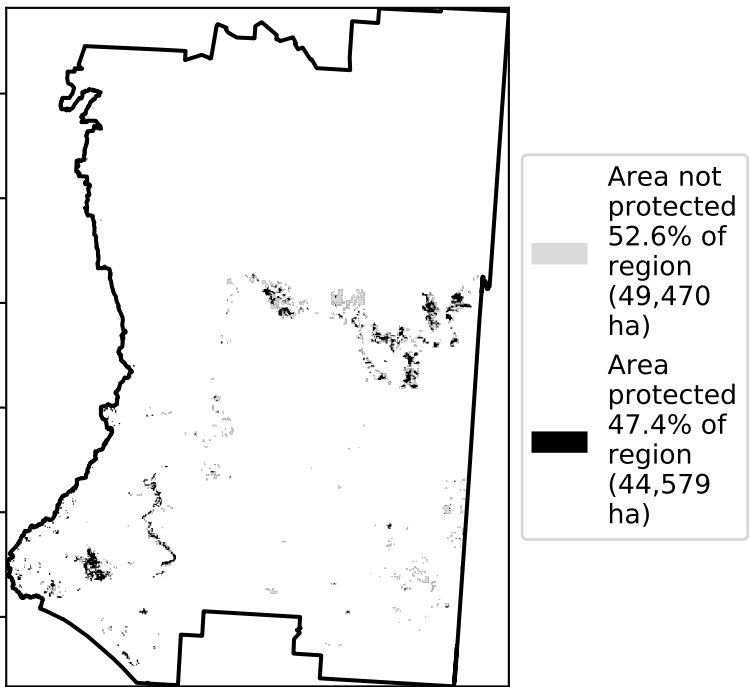 Area not
protected
52.6% of
region
(49,470
ha)
Area
protected
47.4% of
region
(44,579
ha)